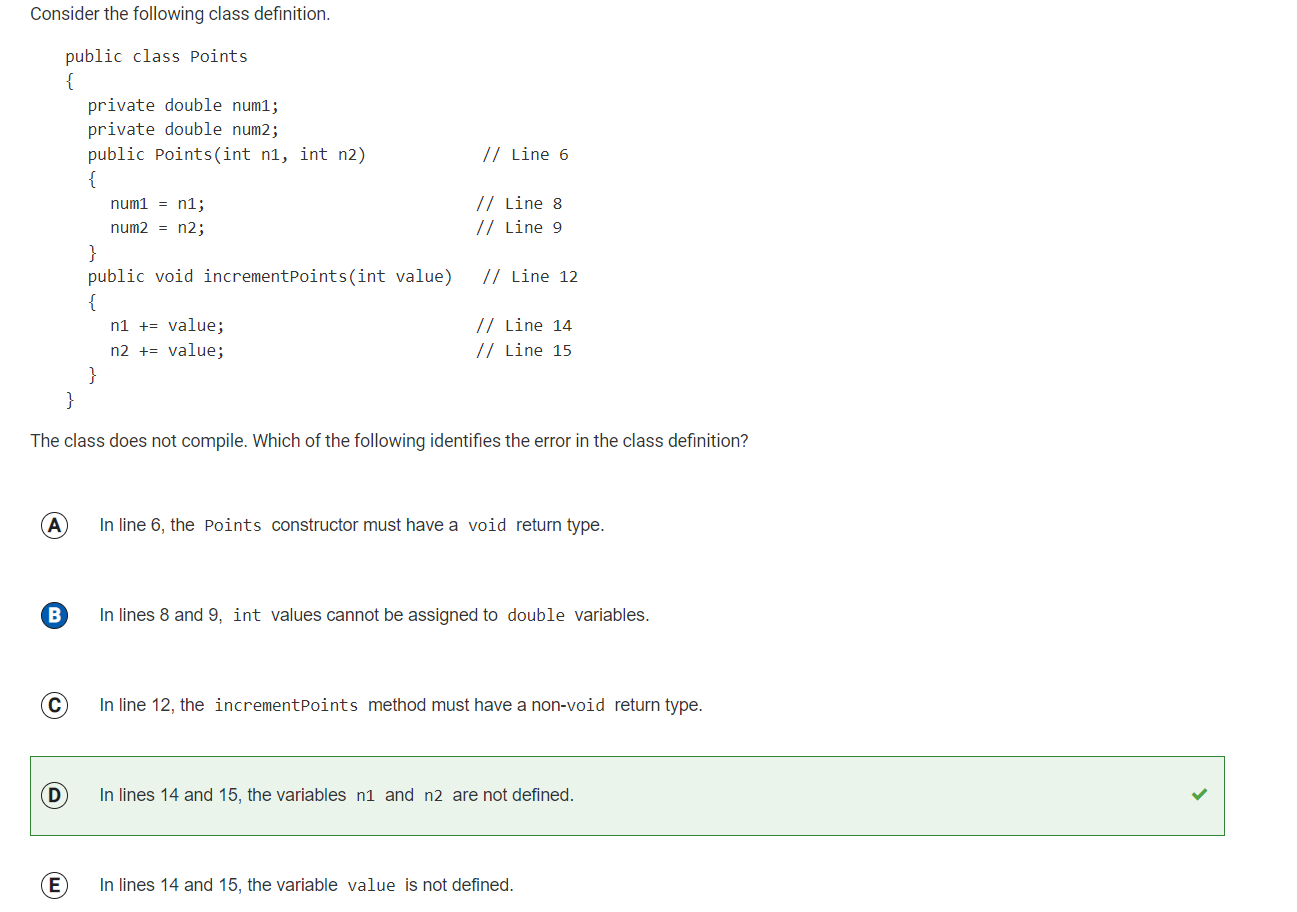 Consider the following class definition.
public class Points
{
private double num1;
private double num2;
public Points(int n1, int n2) // Line 6
{
num1 = n1; // Line 8
num2 = n2; // Line 9
}
public void incrementPoints(int value) // Line 12
{
n1 += value; // Line 14
n2 += value; // Line 15
}
}
The class does not compile. Which of the following identifies the error in the class definition?
A In line 6, the Points constructor must have a void return type.
B In lines 8 and 9, int values cannot be assigned to double variables.
C In line 12, the incrementPoints method must have a non-void return type.
D In lines 14 and 15, the variables n1 and n2 are not defined.
E In lines 14 and 15, the variable value is not defined.